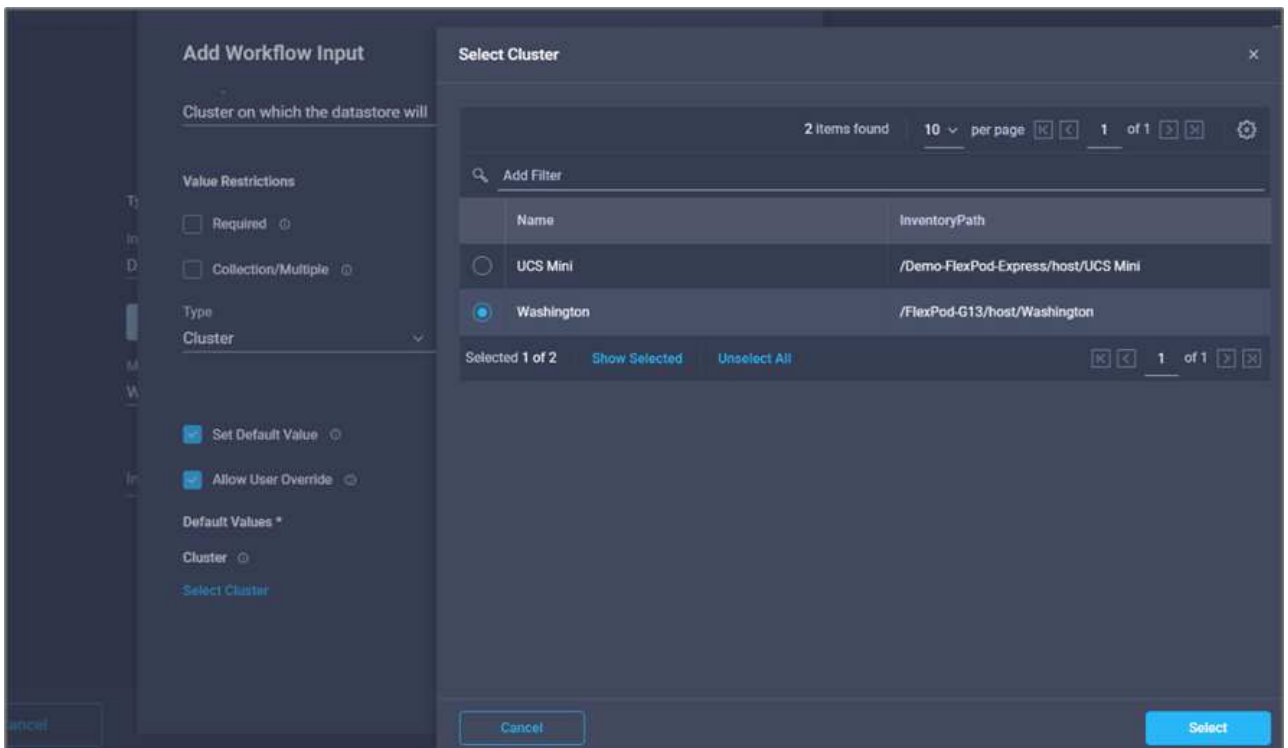 Add Workflow Input
Cluster on which the datastore will
Value Restrictions
Required
Collection/Multiple
Type
Cluster
Set Default Value
Allow User Override
Default Values *
Cluster
Select Cluster
Select Cluster
2 items found 10 per page 1 of 1
Add Filter
Name InventoryPath
UCS Mini /Demo-FlexPod-Express/host/UCS Mini
Washington /FlexPod-G13/host/Washington
Selected 1 of 2 Show Selected Unselect All 1 of 1
Cancel Select